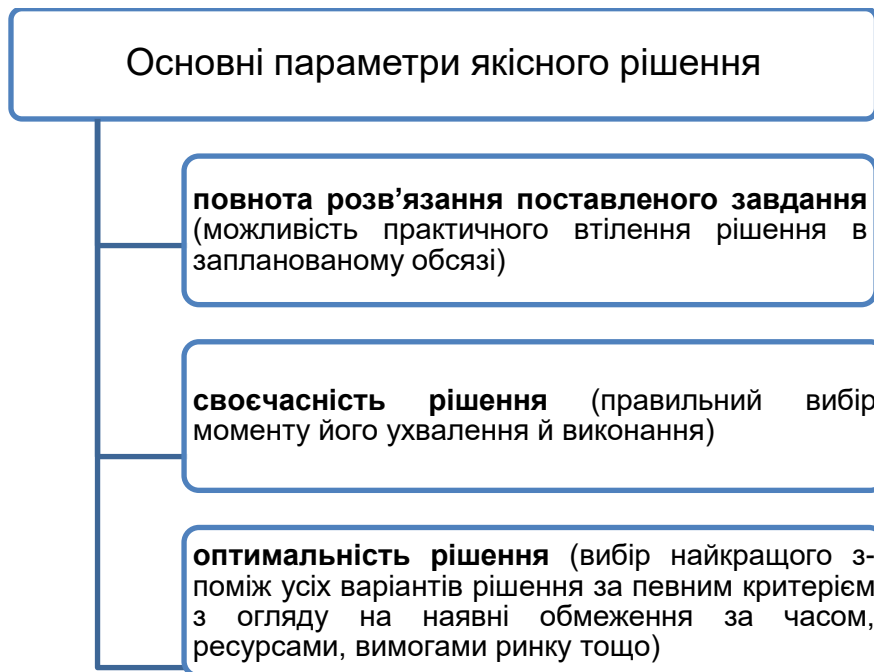 Основні параметри якісного рішення
повнота розв’язання поставленого завдання
(можливість практичного втілення рішення в
запланованому обсязі)
своєчасність рішення (правильний вибір
моменту його ухвалення й виконання)
оптимальність рішення (вибір найкращого з-
поміж усіх варіантів рішення за певним критерієм
з огляду на наявні обмеження за часом,
ресурсами, вимогами ринку тощо)